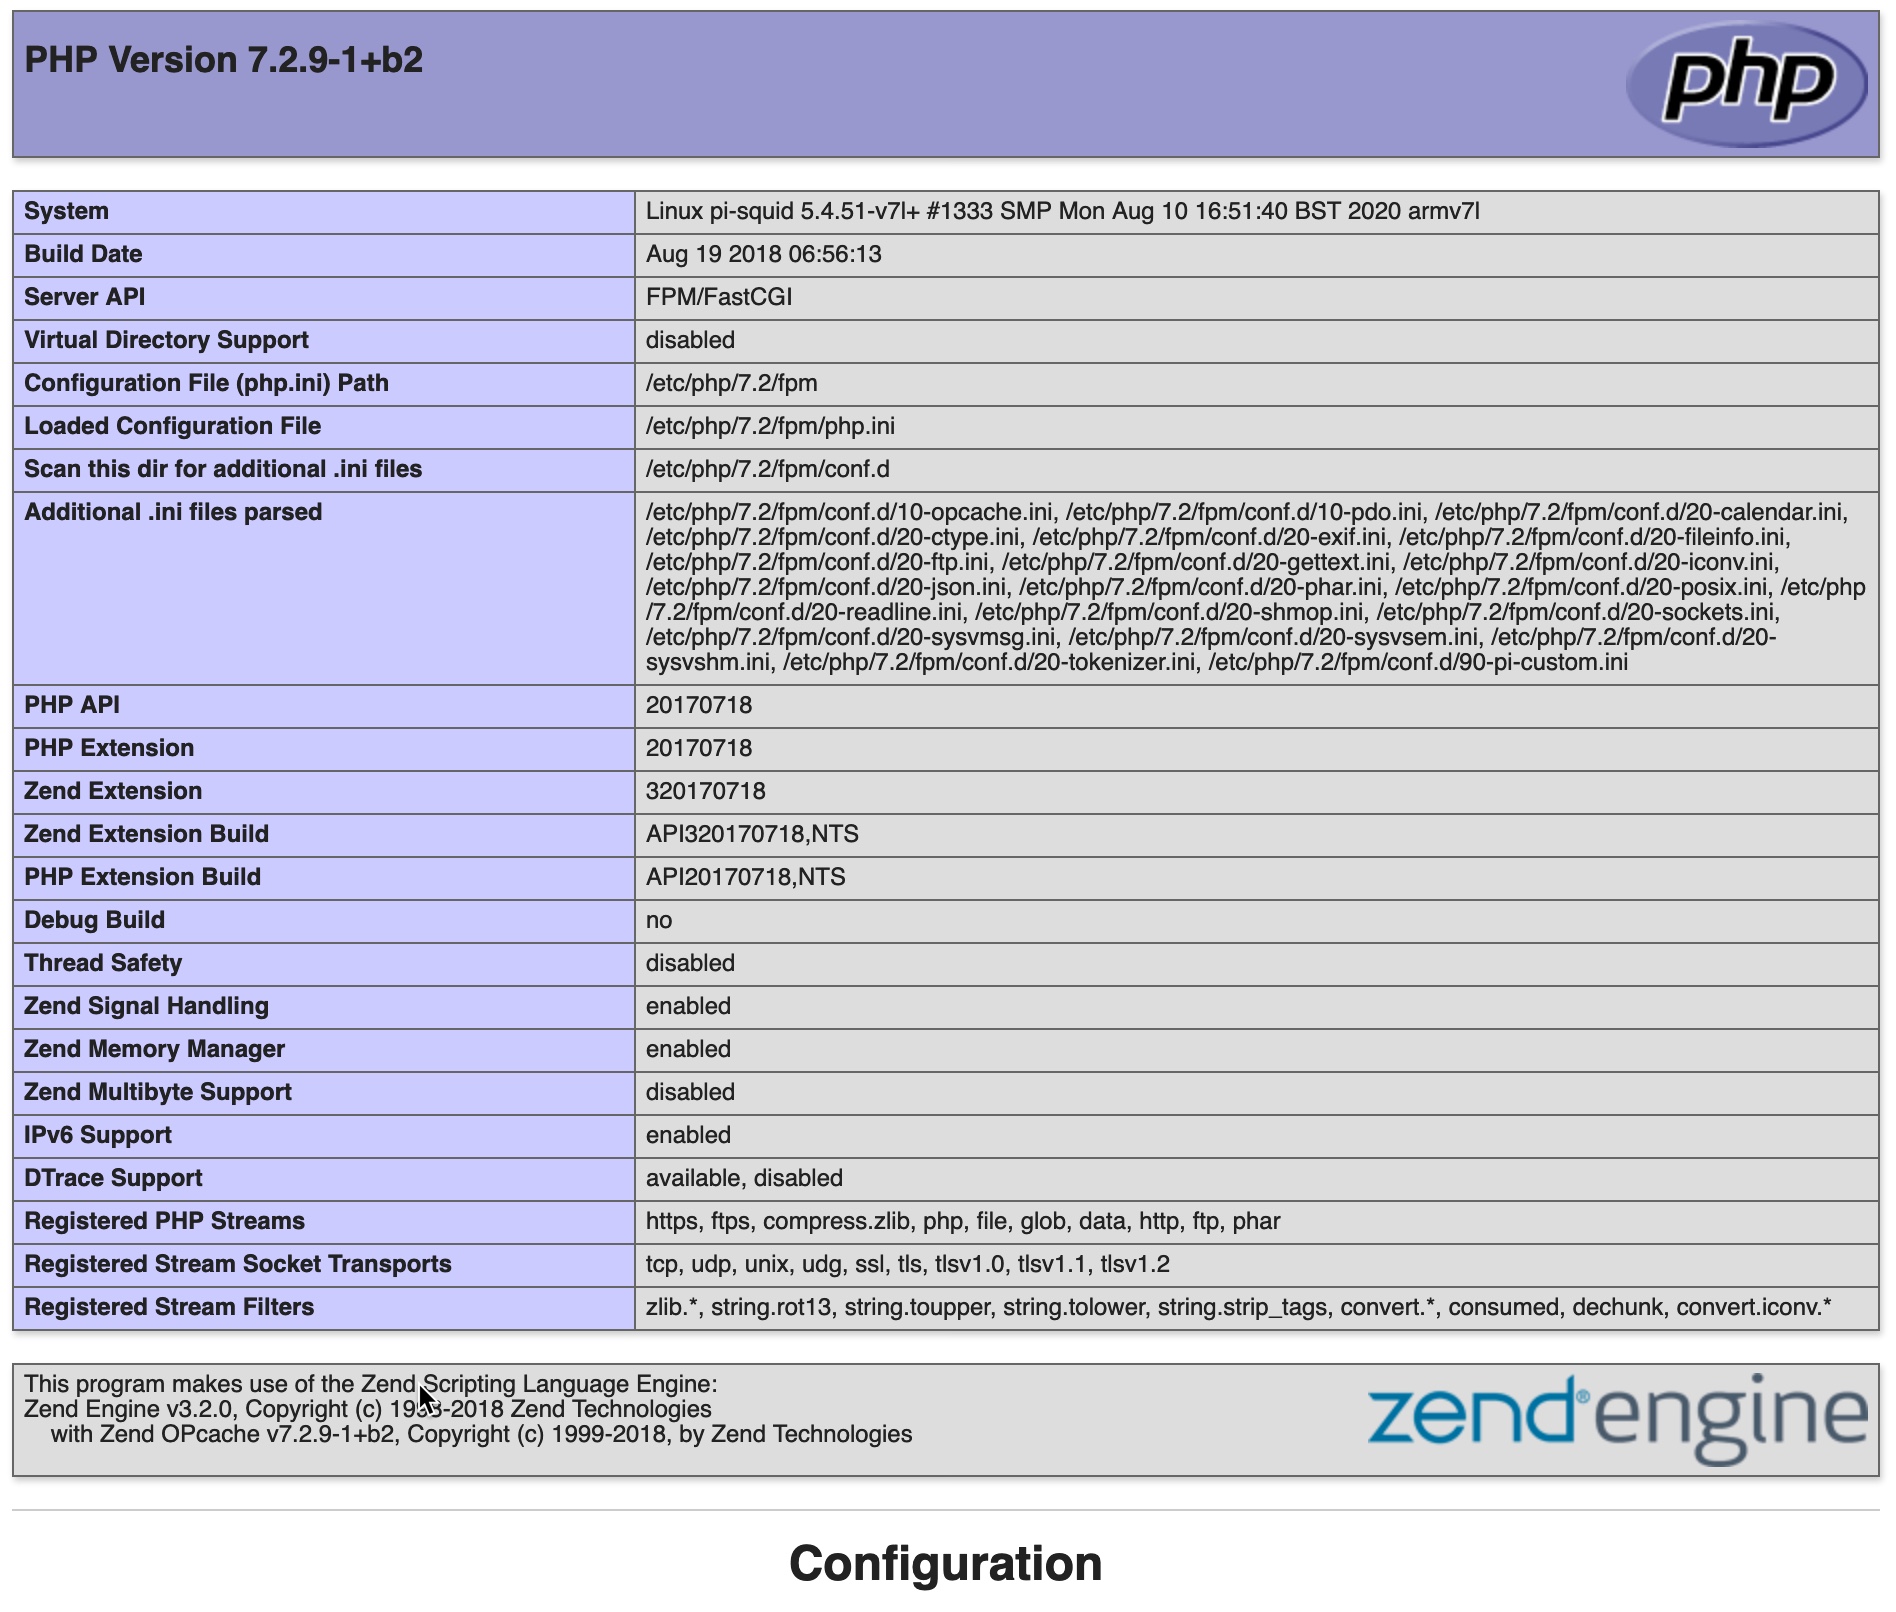 PHP Version 7.2.9-1+b2
php
System Linux pi-squid 5.4.51-v7l+ #1333 SMP Mon Aug 10 16:51:40 BST 2020 armv7l
Build Date Aug 19 2018 06:56:13
Server API FPM/FastCGI
Virtual Directory Support disabled
Configuration File (php.ini) Path /etc/php/7.2/fpm
Loaded Configuration File /etc/php/7.2/fpm/php.ini
Scan this dir for additional .ini files /etc/php/7.2/fpm/conf.d
Additional .ini files parsed /etc/php/7.2/fpm/conf.d/10-opcache.ini, /etc/php/7.2/fpm/conf.d/10-pdo.ini, /etc/php/7.2/fpm/conf.d/20-calendar.ini,
/etc/php/7.2/fpm/conf.d/20-ctype.ini, /etc/php/7.2/fpm/conf.d/20-exif.ini, /etc/php/7.2/fpm/conf.d/20-fileinfo.ini,
/etc/php/7.2/fpm/conf.d/20-ftp.ini, /etc/php/7.2/fpm/conf.d/20-gettext.ini, /etc/php/7.2/fpm/conf.d/20-iconv.ini,
/etc/php/7.2/fpm/conf.d/20-json.ini, /etc/php/7.2/fpm/conf.d/20-phar.ini, /etc/php/7.2/fpm/conf.d/20-posix.ini, /etc/php
/7.2/fpm/conf.d/20-readline.ini, /etc/php/7.2/fpm/conf.d/20-shmop.ini, /etc/php/7.2/fpm/conf.d/20-sockets.ini,
/etc/php/7.2/fpm/conf.d/20-sysvmsg.ini, /etc/php/7.2/fpm/conf.d/20-sysvsem.ini, /etc/php/7.2/fpm/conf.d/20-
sysvshm.ini, /etc/php/7.2/fpm/conf.d/20-tokenizer.ini, /etc/php/7.2/fpm/conf.d/90-pi-custom.ini
PHP API 20170718
PHP Extension 20170718
Zend Extension 320170718
Zend Extension Build API320170718,NTS
PHP Extension Build API20170718,NTS
Debug Build no
Thread Safety disabled
Zend Signal Handling enabled
Zend Memory Manager enabled
Zend Multibyte Support disabled
IPv6 Support enabled
DTrace Support available, disabled
Registered PHP Streams https, ftps, compress.zlib, php, file, glob, data, http, ftp, phar
Registered Stream Socket Transports tcp, udp, unix, udg, ssl, tls, tlsv1.0, tlsv1.1, tlsv1.2
Registered Stream Filters zlib.*, string.rot13, string.toupper, string.tolower, string.strip_tags, convert.*, consumed, dechunk, convert.iconv.*
This program makes use of the Zend Scripting Language Engine:
Zend Engine v3.2.0, Copyright (c) 1998-2018 Zend Technologies
with Zend OPcache v7.2.9-1+b2, Copyright (c) 1999-2018, by Zend Technologies
zend® engine
Configuration